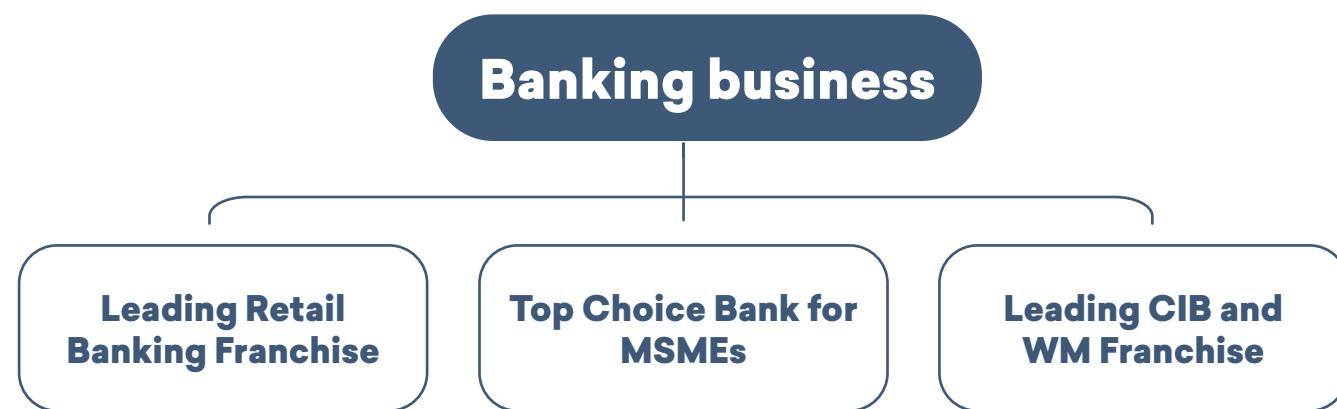 Banking business
Leading Retail
Banking Franchise
Top Choice Bank for
MSMEs
Leading CIB and
WM Franchise